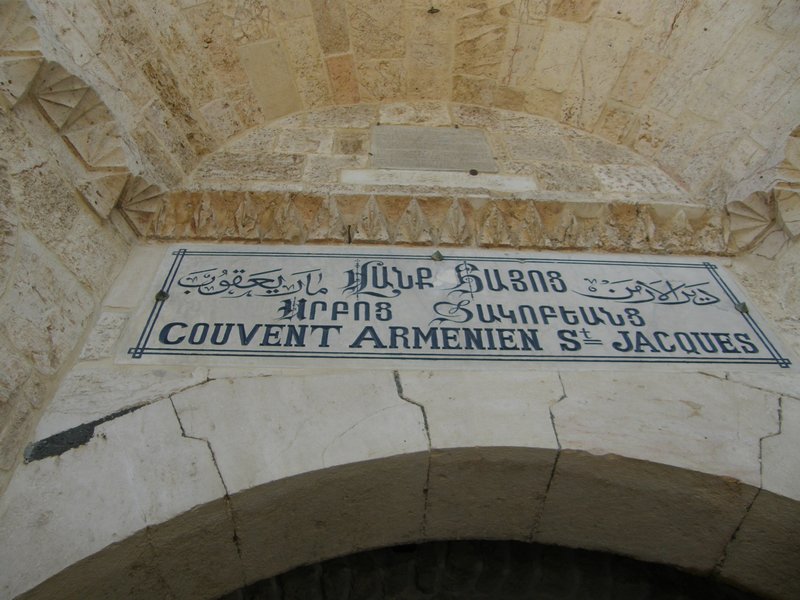 دير الارمن ՎԱՆՔ ՀԱՅՈՑ مار يعقوب
ՍՐԲՈՑ ՅԱԿՈԲԵԱՆՑ
COUVENT ARMENIEN St JACQUES